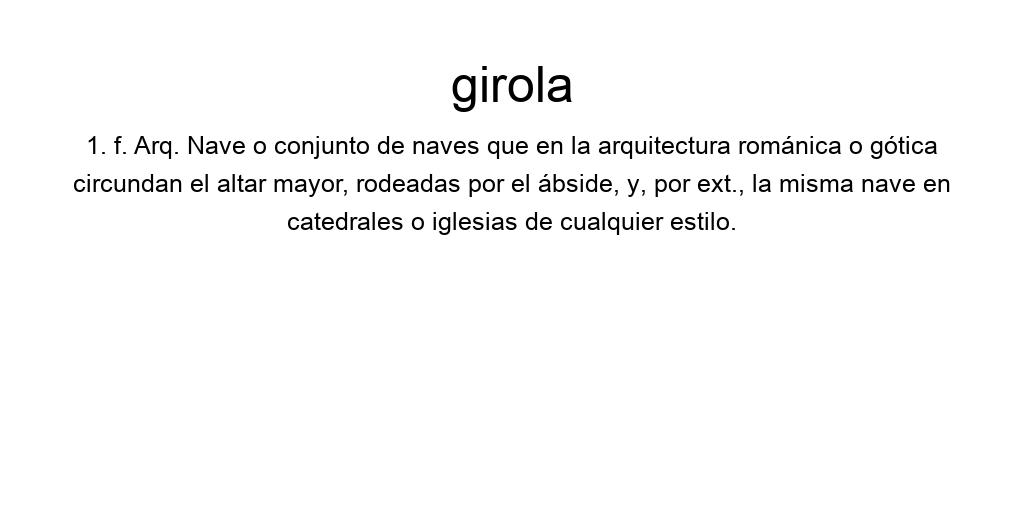 girola
1. f. Arq. Nave o conjunto de naves que en la arquitectura románica o gótica
circundan el altar mayor, rodeadas por el ábside, y, por ext., la misma nave en
catedrales o iglesias de cualquier estilo.